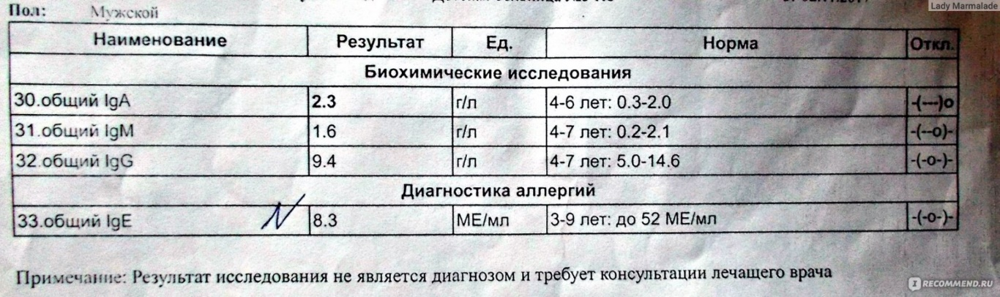 Lady Marmalade
Пол: Мужской
Наименование Результат Ед. Норма Откл.
Биохимические исследования
30.общий IgA 2.3 г/л 4-6 лет: 0.3-2.0 -(---)o
31.общий IgM 1.6 г/л 4-7 лет: 0.2-2.1 -(--o)-
32.общий IgG 9.4 г/л 4-7 лет: 5.0-14.6 -(-o-)-
Диагностика аллергий
33.общий IgE N 8.3 МЕ/мл 3-9 лет: до 52 МЕ/мл -(-o-)-
Примечание: Результат исследования не является диагнозом и требует консультации лечащего врача
IRECOMMEND.RU